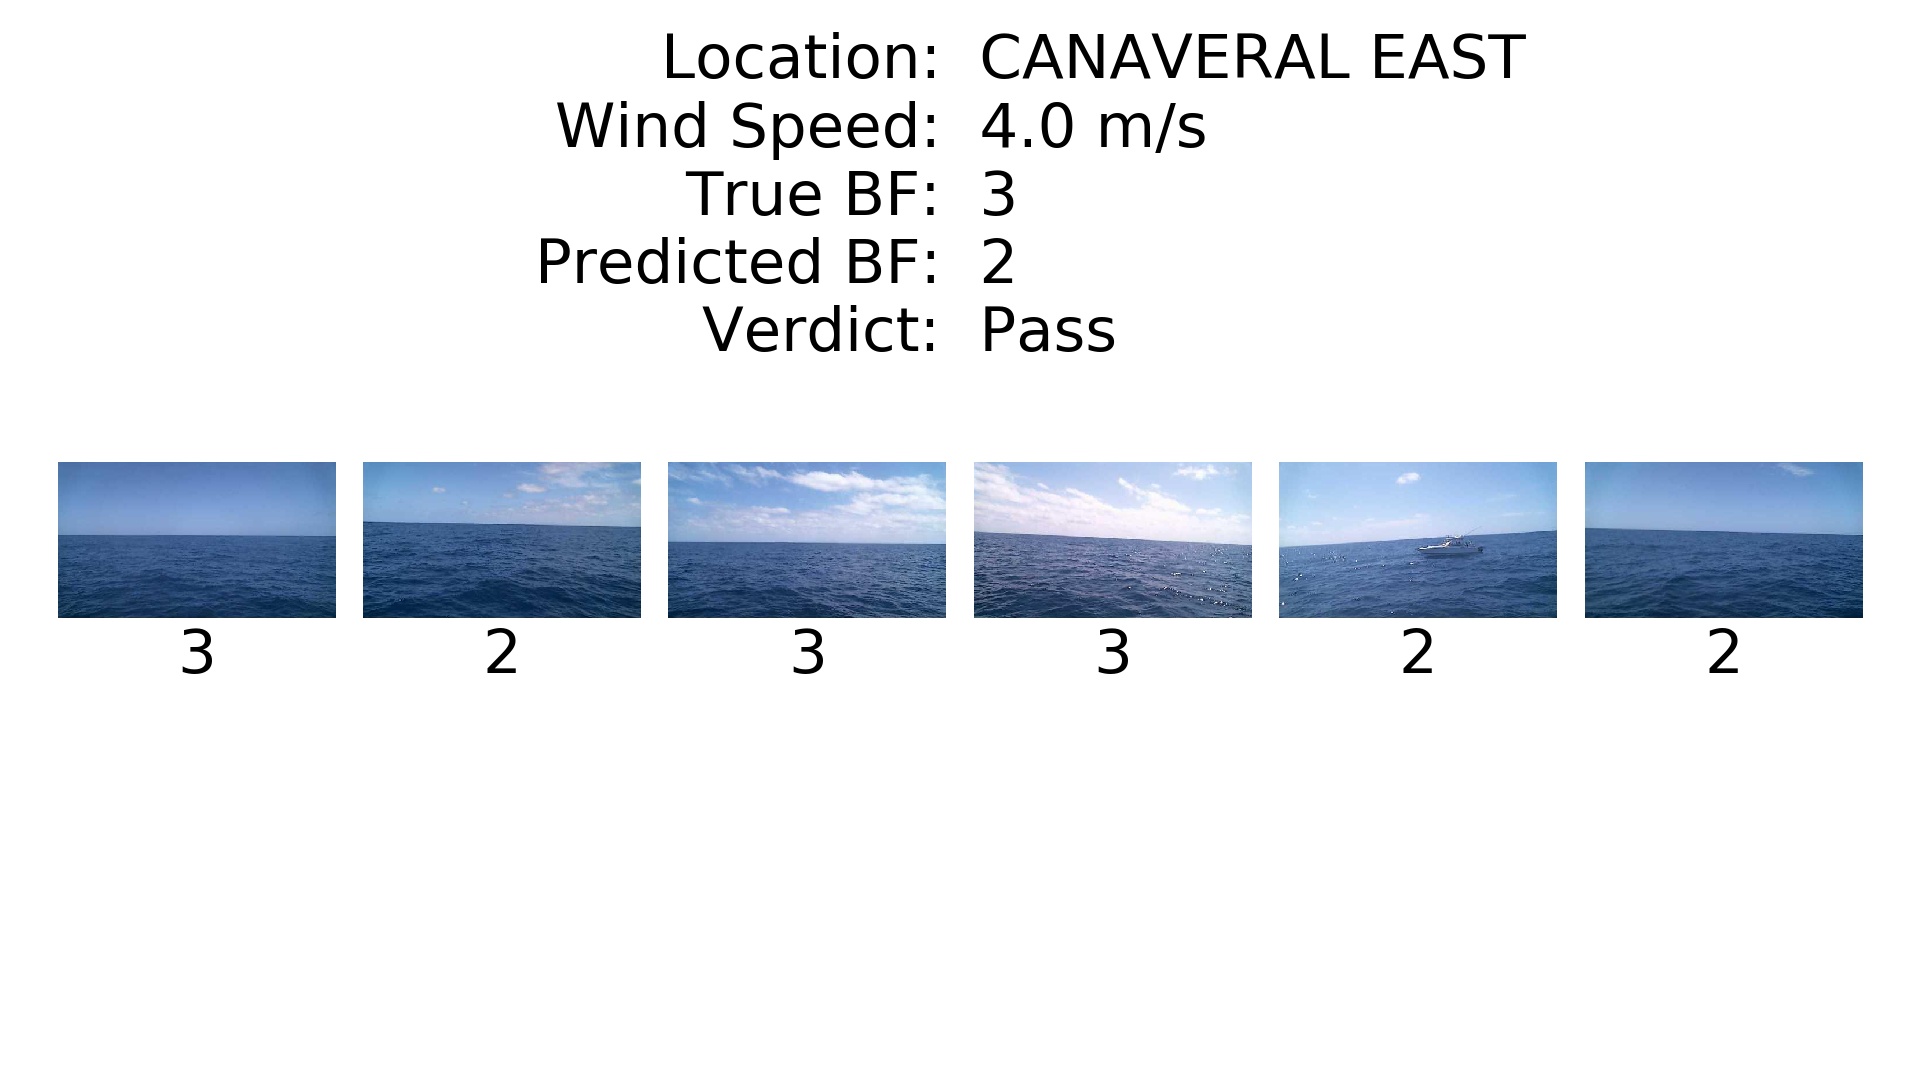 Location: CANAVERAL EAST
Wind Speed: 4.0 m/s
True BF: 3
Predicted BF: 2
Verdict: Pass
3 2 3 3 2 2